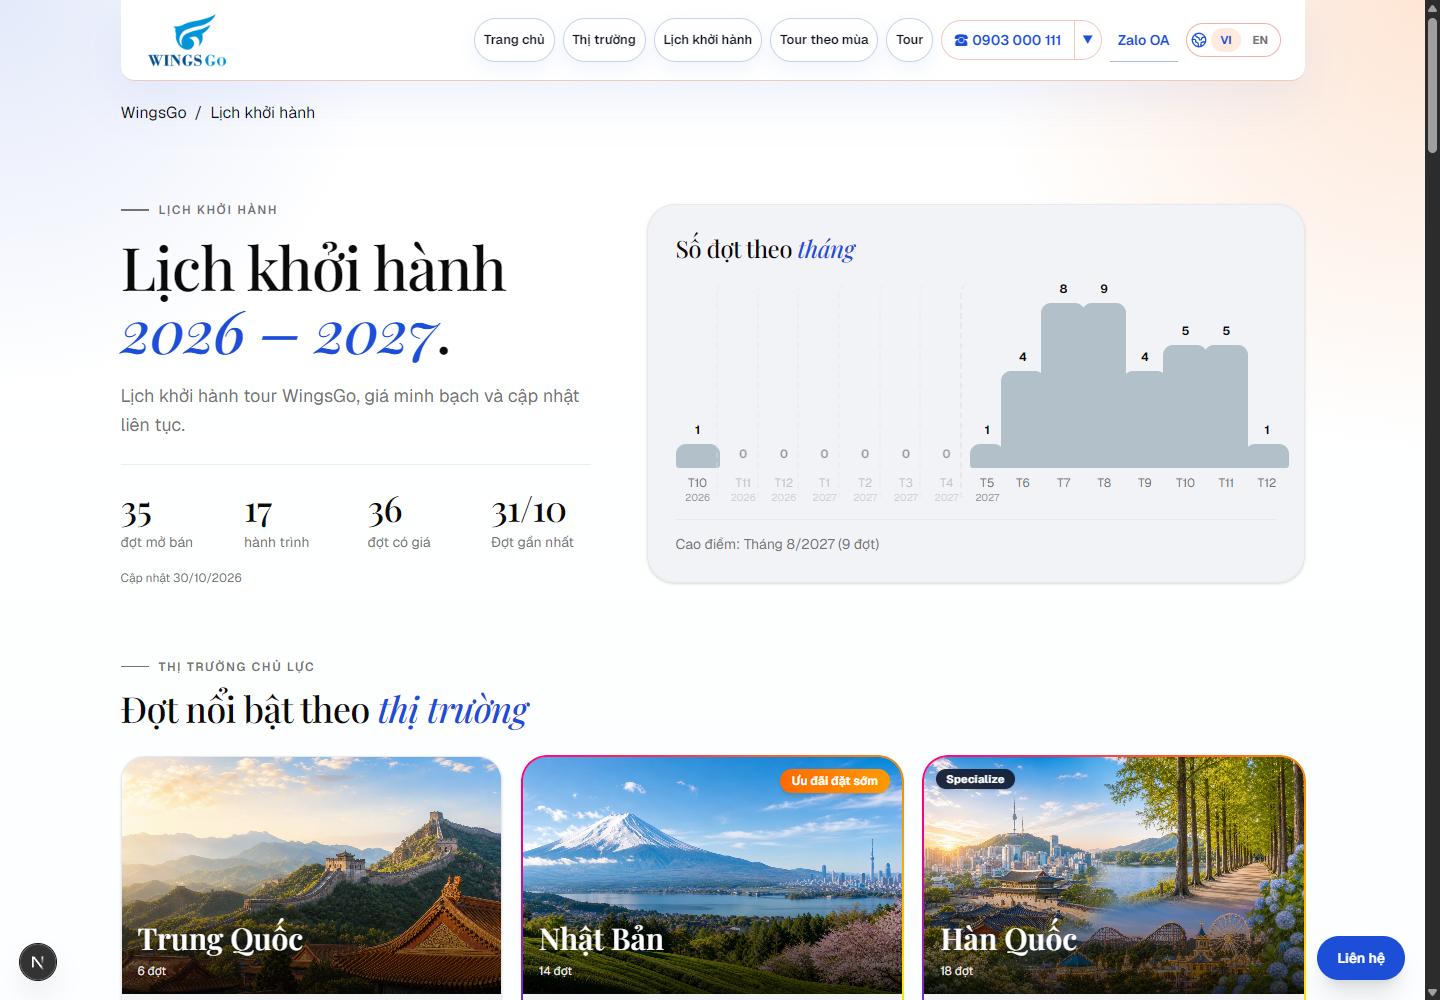 WINGS GO
Trang chủ
Thị trường
Lịch khởi hành
Tour theo mùa
Tour
☎ 0903 000 111
▼
Zalo OA
VI
EN
WingsGo / Lịch khởi hành
LỊCH KHỞI HÀNH
Lịch khởi hành
2026 – 2027.
Lịch khởi hành tour WingsGo, giá minh bạch và cập nhật
liên tục.
35
đợt mở bán
17
hành trình
36
đợt có giá
31/10
Đợt gần nhất
Cập nhật 30/10/2026
Số đợt theo tháng
1 0 0 0 0 0 0 1 4 8 9 4 5 5 1
T10 T11 T12 T1 T2 T3 T4 T5 T6 T7 T8 T9 T10 T11 T12
2026 2026 2026 2027 2027 2027 2027 2027
Cao điểm: Tháng 8/2027 (9 đợt)
THỊ TRƯỜNG CHỦ LỰC
Đợt nổi bật theo thị trường
Trung Quốc
6 đợt
Ưu đãi đặt sớm
Nhật Bản
14 đợt
Specialize
Hàn Quốc
18 đợt
N
Liên hệ